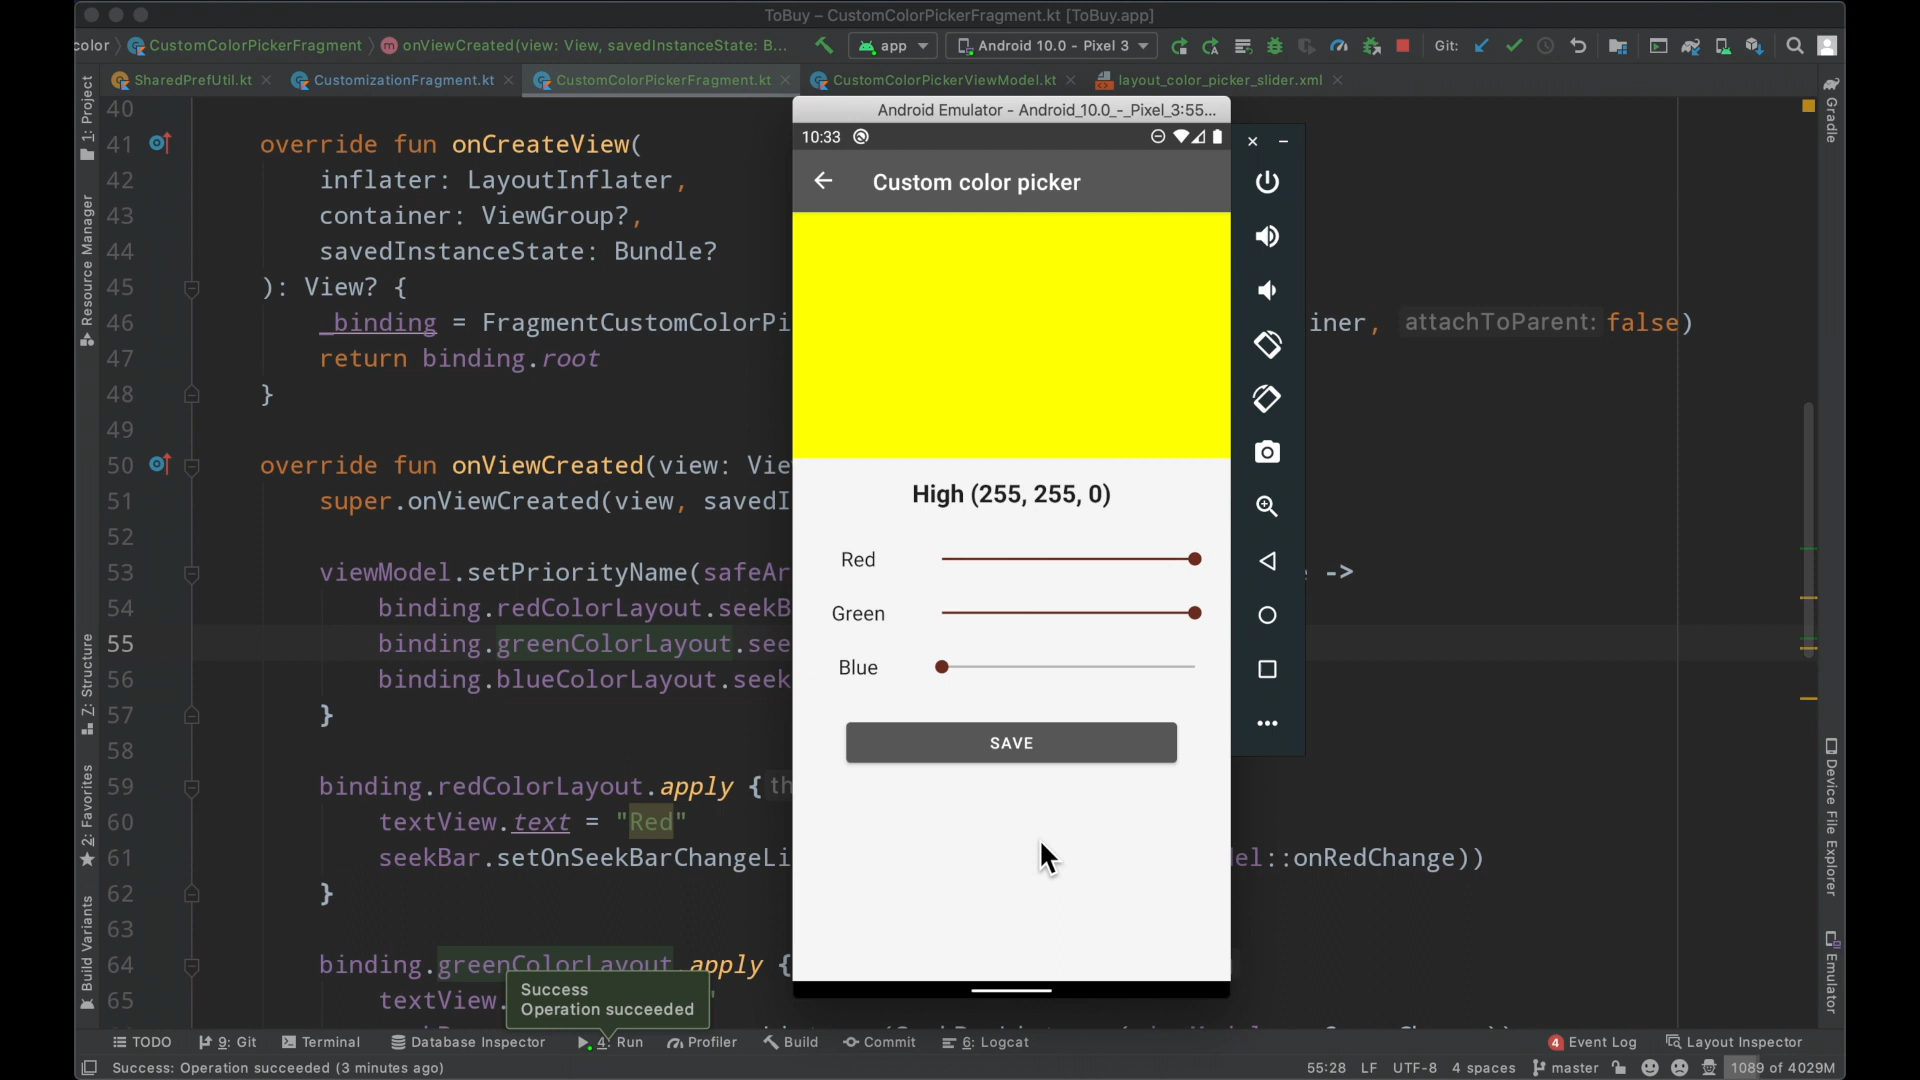 ToBuy – CustomColorPickerFragment.kt [ToBuy.app]
color CustomColorPickerFragment onViewCreated(view: View, savedInstanceState: B... app Android 10.0 - Pixel 3 Git:
SharedPrefUtil.kt CustomizationFragment.kt CustomColorPickerFragment.kt CustomColorPickerViewModel.kt layout_color_picker_slider.xml
1: Project
Resource Manager
Z: Structure
2: Favorites
Build Variants
Gradle
Device File Explorer
Emulator
40
41 override fun onCreateView(
42 inflater: LayoutInflater,
43 container: ViewGroup?,
44 savedInstanceState: Bundle?
45 ): View? {
46 _binding = FragmentCustomColorPi iner, attachToParent: false)
47 return binding.root
48 }
49
50 override fun onViewCreated(view: Vie
51 super.onViewCreated(view, savedI
52
53 viewModel.setPriorityName(safeAr ->
54 binding.redColorLayout.seekB
55 binding.greenColorLayout.see
56 binding.blueColorLayout.seek
57 }
58
59 binding.redColorLayout.apply { th
60 textView.text = "Red"
61 seekBar.setOnSeekBarChangeLi el::onRedChange))
62 }
63
64 binding.greenColorLayout.apply {
65 textView.
Success
Operation succeeded
Android Emulator - Android_10.0_-_Pixel_3:55...
10:33
Custom color picker
High (255, 255, 0)
Red
Green
Blue
SAVE
TODO 9: Git Terminal Database Inspector 4: Run Profiler Build Commit 6: Logcat 4 Event Log Layout Inspector
Success: Operation succeeded (3 minutes ago) 55:28 LF UTF-8 4 spaces master 1089 of 4029M